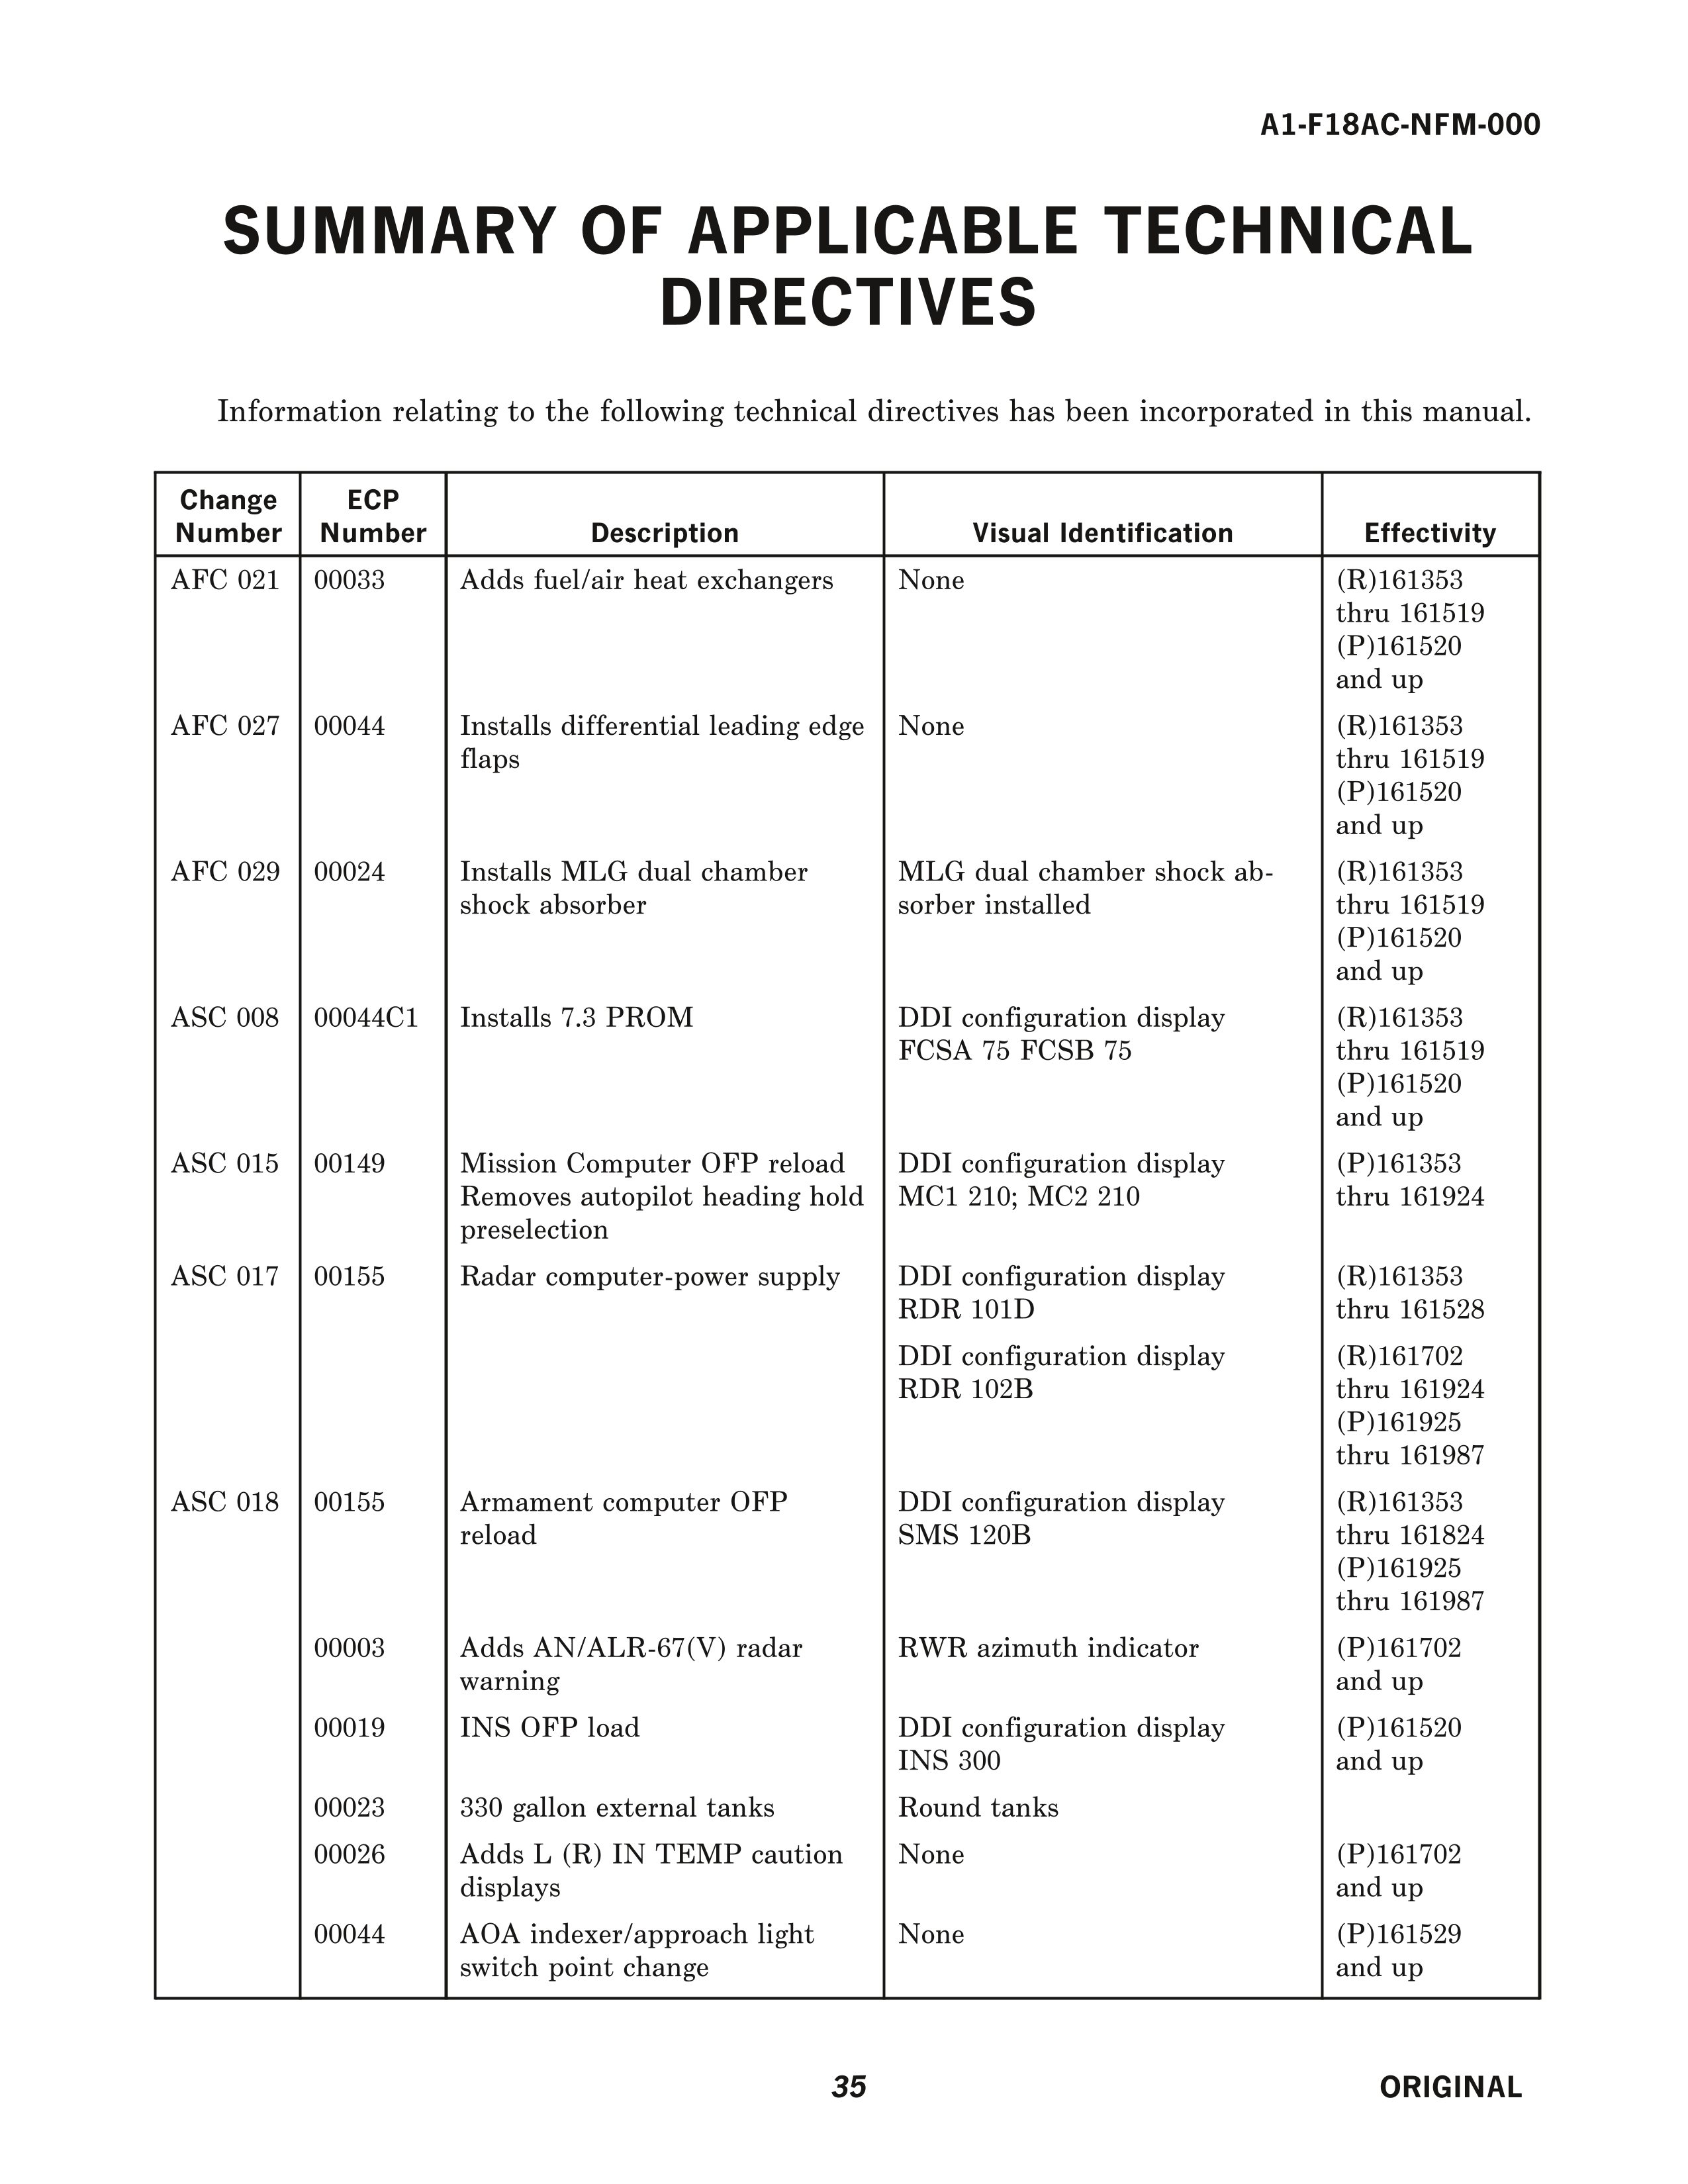 A1-F18AC-NFM-000
SUMMARY OF APPLICABLE TECHNICAL
DIRECTIVES
Information relating to the following technical directives has been incorporated in this manual.
Change Number ECP Number Description Visual Identification Effectivity
AFC 021 00033 Adds fuel/air heat exchangers None (R)161353
thru 161519
(P)161520
and up
AFC 027 00044 Installs differential leading edge None (R)161353
flaps thru 161519
(P)161520
and up
AFC 029 00024 Installs MLG dual chamber MLG dual chamber shock ab- (R)161353
shock absorber sorber installed thru 161519
(P)161520
and up
ASC 008 00044C1 Installs 7.3 PROM DDI configuration display (R)161353
FCSA 75 FCSB 75 thru 161519
(P)161520
and up
ASC 015 00149 Mission Computer OFP reload DDI configuration display (P)161353
Removes autopilot heading hold MC1 210; MC2 210 thru 161924
preselection
ASC 017 00155 Radar computer-power supply DDI configuration display (R)161353
RDR 101D thru 161528
DDI configuration display (R)161702
RDR 102B thru 161924
(P)161925
thru 161987
ASC 018 00155 Armament computer OFP DDI configuration display (R)161353
reload SMS 120B thru 161824
(P)161925
thru 161987
00003 Adds AN/ALR-67(V) radar RWR azimuth indicator (P)161702
warning and up
00019 INS OFP load DDI configuration display (P)161520
INS 300 and up
00023 330 gallon external tanks Round tanks
00026 Adds L (R) IN TEMP caution None (P)161702
displays and up
00044 AOA indexer/approach light None (P)161529
switch point change and up
35 ORIGINAL